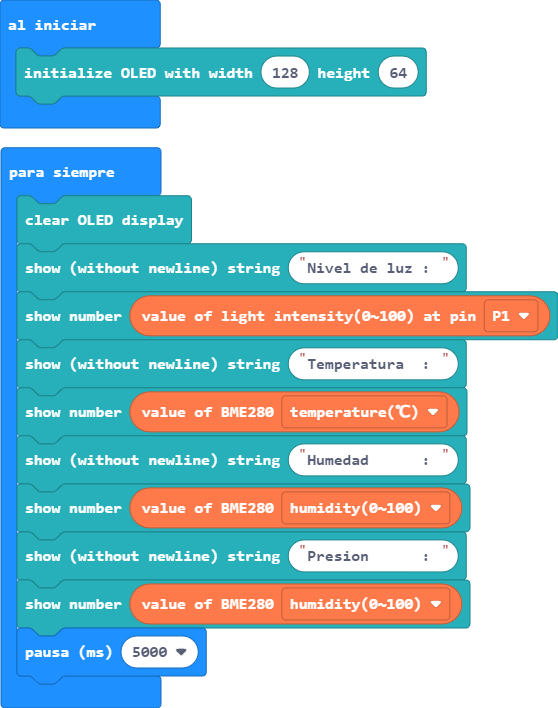 al iniciar
initialize OLED with width 128 height 64
para siempre
clear OLED display
show (without newline) string "Nivel de luz : "
show number value of light intensity(0~100) at pin P1
show (without newline) string "Temperatura  : "
show number value of BME280 temperature(℃)
show (without newline) string "Humedad      : "
show number value of BME280 humidity(0~100)
show (without newline) string "Presion      : "
show number value of BME280 humidity(0~100)
pausa (ms) 5000